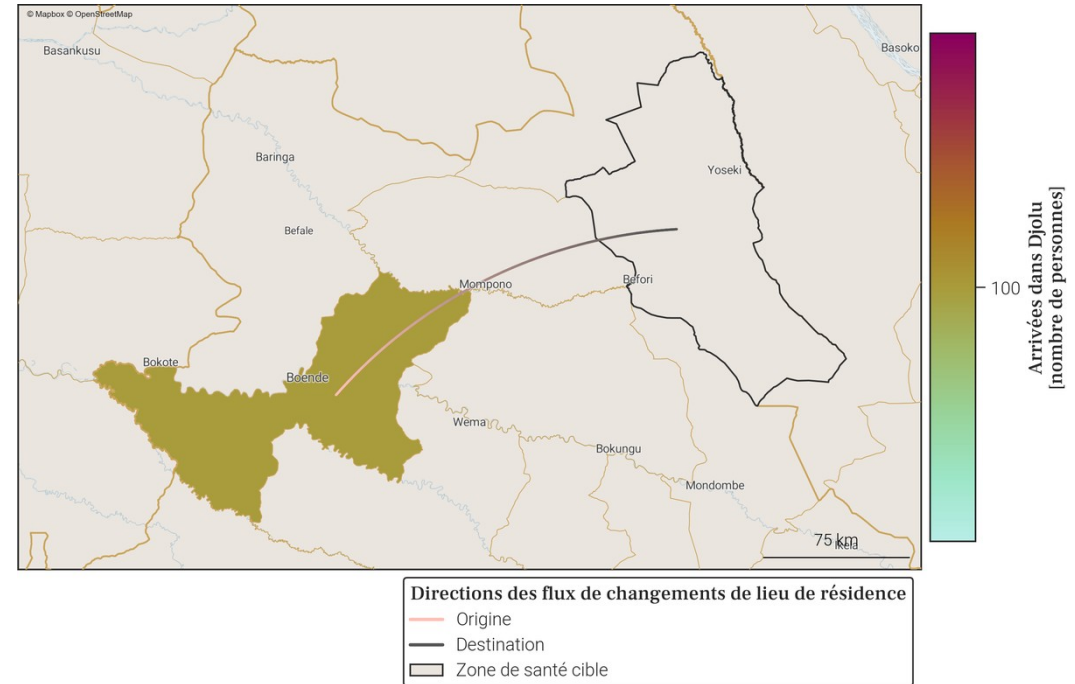 © Mapbox © OpenStreetMap
Basankusu
Basoko
Baringa
Yoseki
Befale
Befori
Mompono
Bokote
Boende
Wema
Bokungu
Mondombe
75 km
Ikela
100
Arrivées dans Djolu
[nombre de personnes]
Directions des flux de changements de lieu de résidence
Origine
Destination
Zone de santé cible